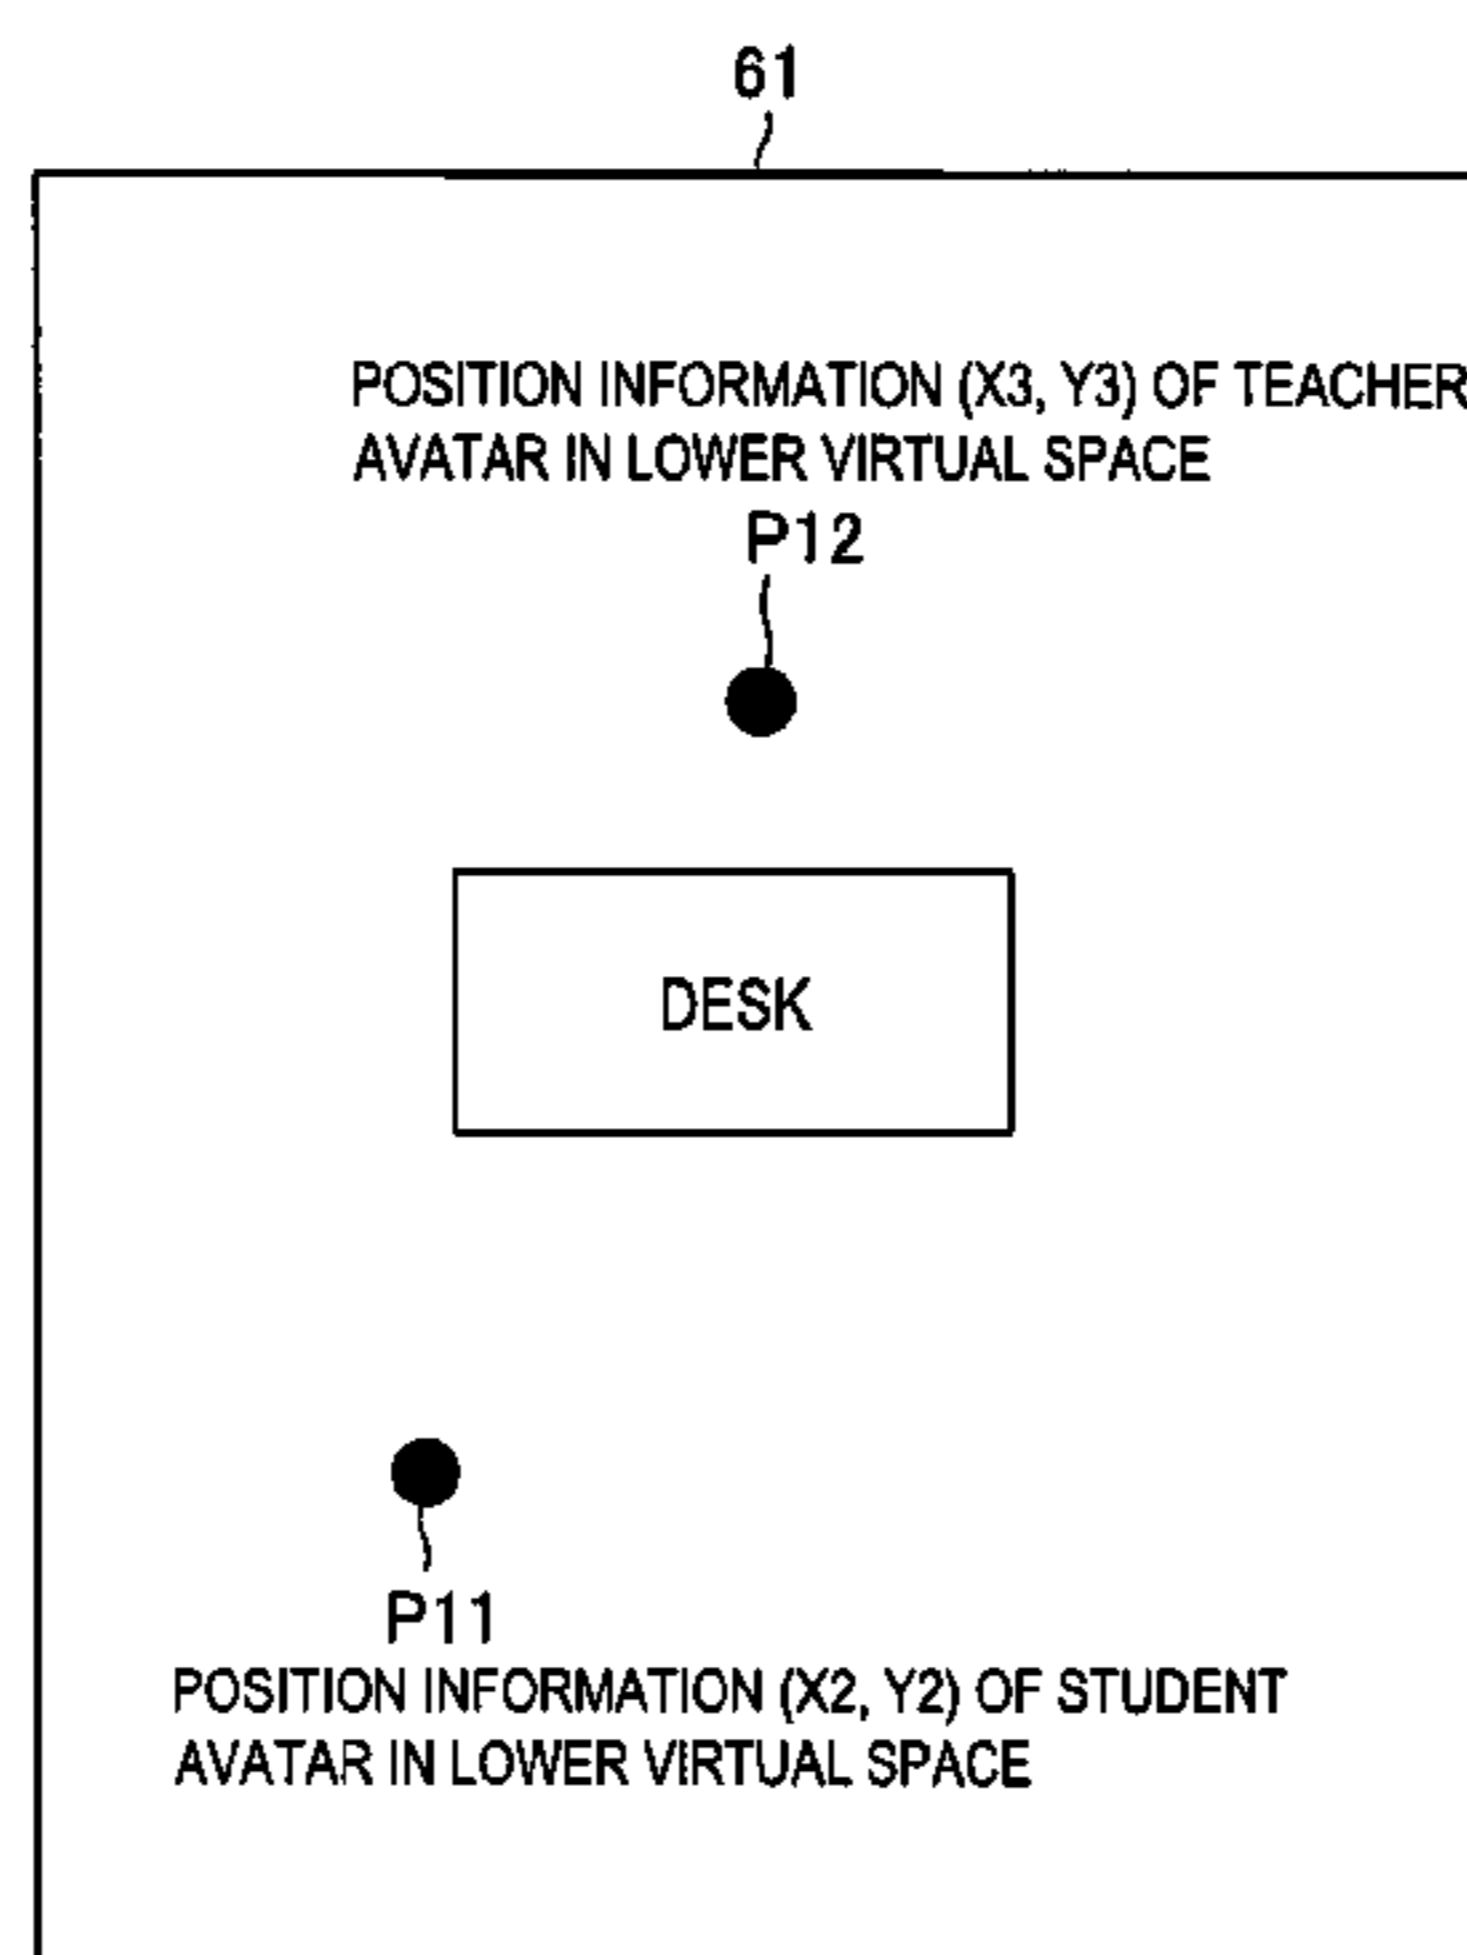 61
POSITION INFORMATION (X3, Y3) OF TEACHER
AVATAR IN LOWER VIRTUAL SPACE
P12
DESK
P11
POSITION INFORMATION (X2, Y2) OF STUDENT
AVATAR IN LOWER VIRTUAL SPACE